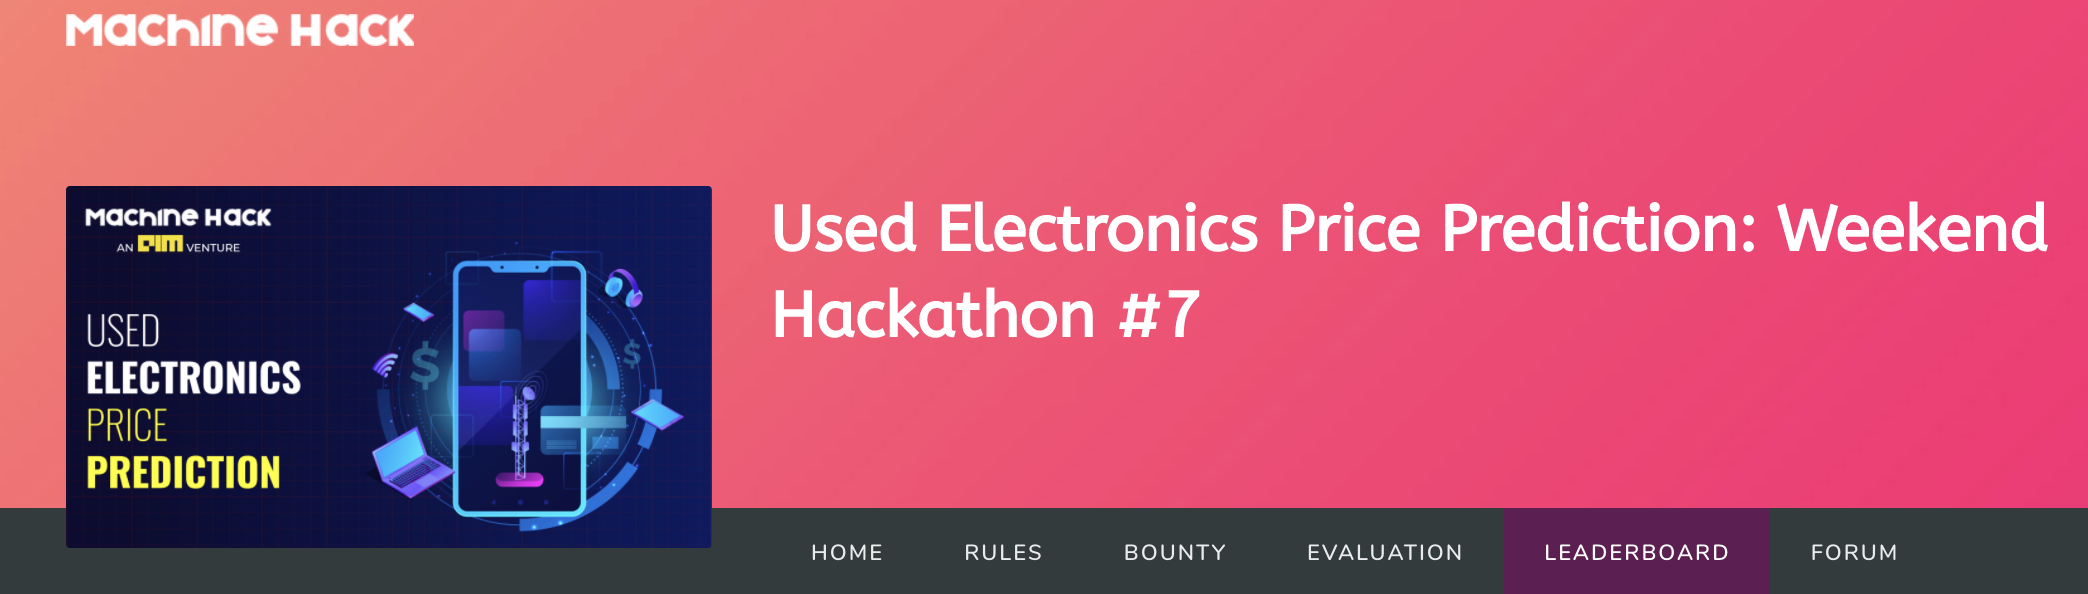 Machine Hack
Machine Hack
AN AIM VENTURE
USED
ELECTRONICS
PRICE
PREDICTION
Used Electronics Price Prediction: Weekend
Hackathon #7
HOME RULES BOUNTY EVALUATION LEADERBOARD FORUM